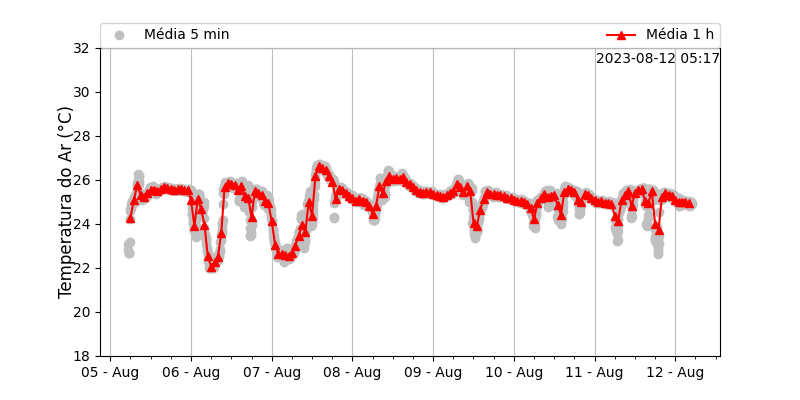 Média 5 min
Média 1 h
2023-08-12 05:17
Temperatura do Ar (°C)
32
30
28
26
24
22
20
18
05 - Aug
06 - Aug
07 - Aug
08 - Aug
09 - Aug
10 - Aug
11 - Aug
12 - Aug